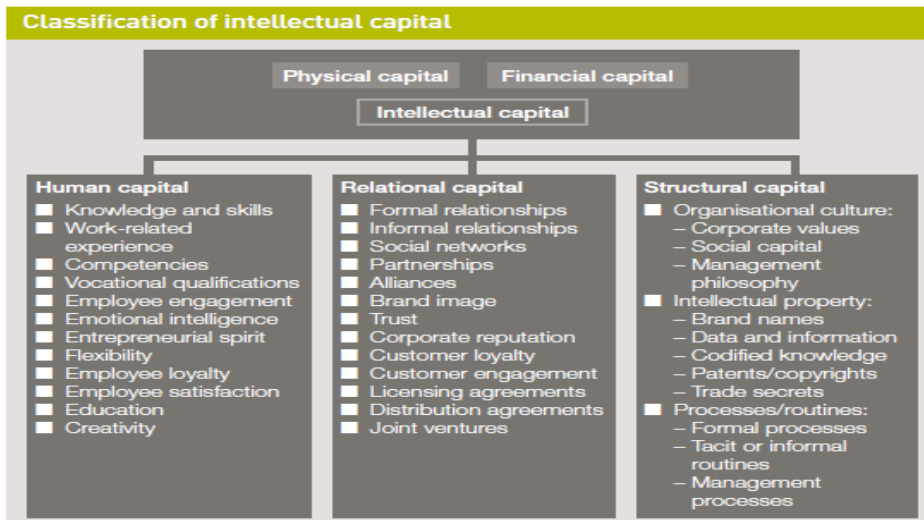 Classification of intellectual capital
Physical capital
Financial capital
Intellectual capital
Human capital
■ Knowledge and skills
■ Work-related
experience
■ Competencies
■ Vocational qualifications
■ Employee engagement
■ Emotional intelligence
■ Entrepreneurial spirit
■ Flexibility
■ Employee loyalty
■ Employee satisfaction
■ Education
■ Creativity
Relational capital
■ Formal relationships
■ Informal relationships
■ Social networks
■ Partnerships
■ Alliances
■ Brand image
■ Trust
■ Corporate reputation
■ Customer loyalty
■ Customer engagement
■ Licensing agreements
■ Distribution agreements
■ Joint ventures
Structural capital
■ Organisational culture:
– Corporate values
– Social capital
– Management
philosophy
■ Intellectual property:
– Brand names
– Data and information
– Codified knowledge
– Patents/copyrights
– Trade secrets
■ Processes/routines:
– Formal processes
– Tacit or informal
routines
– Management
processes